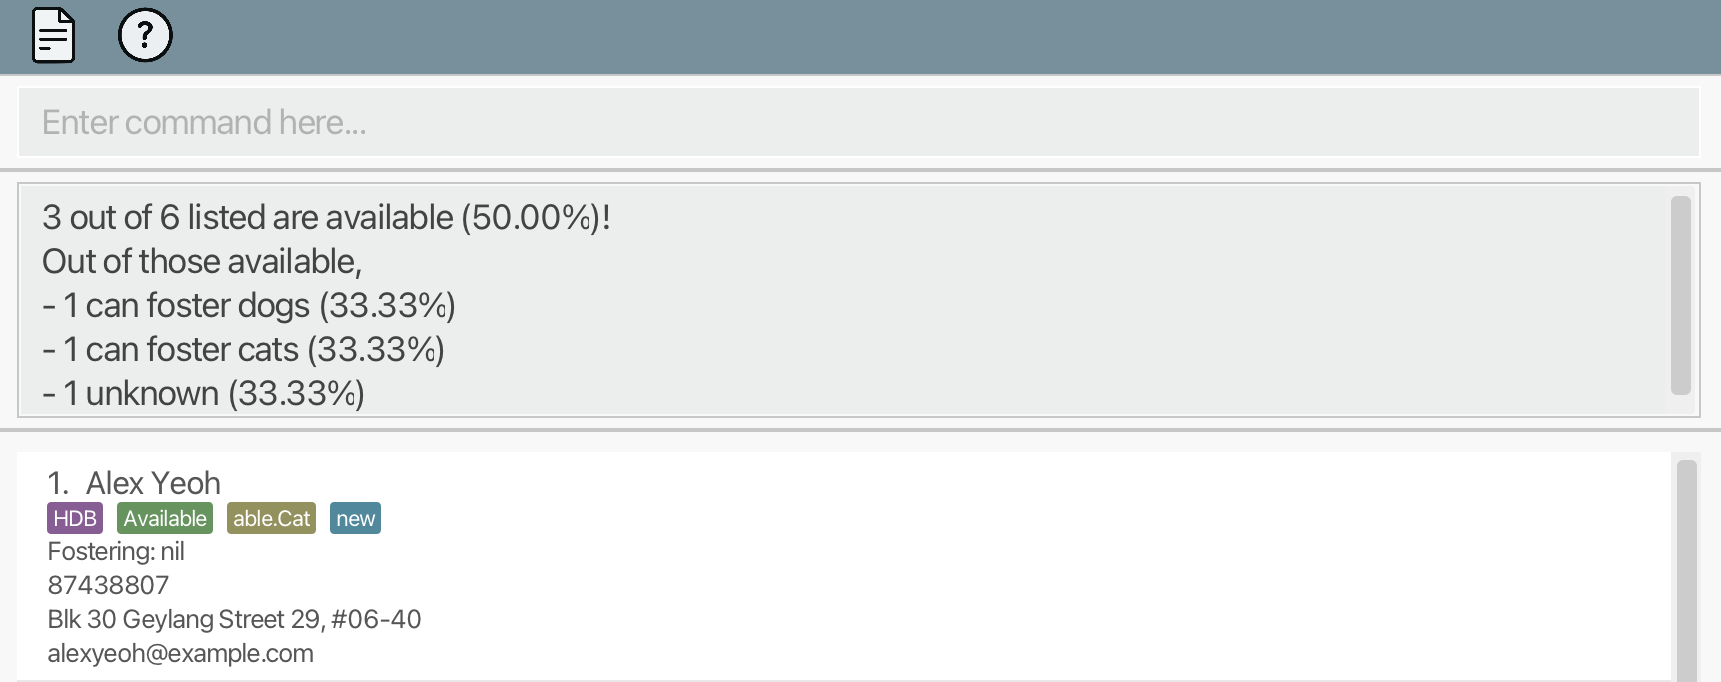 ?
Enter command here...
3 out of 6 listed are available (50.00%)!
Out of those available,
- 1 can foster dogs (33.33%)
- 1 can foster cats (33.33%)
- 1 unknown (33.33%)
1. Alex Yeoh
HDB Available able.Cat new
Fostering: nil
87438807
Blk 30 Geylang Street 29, #06-40
alexyeoh@example.com